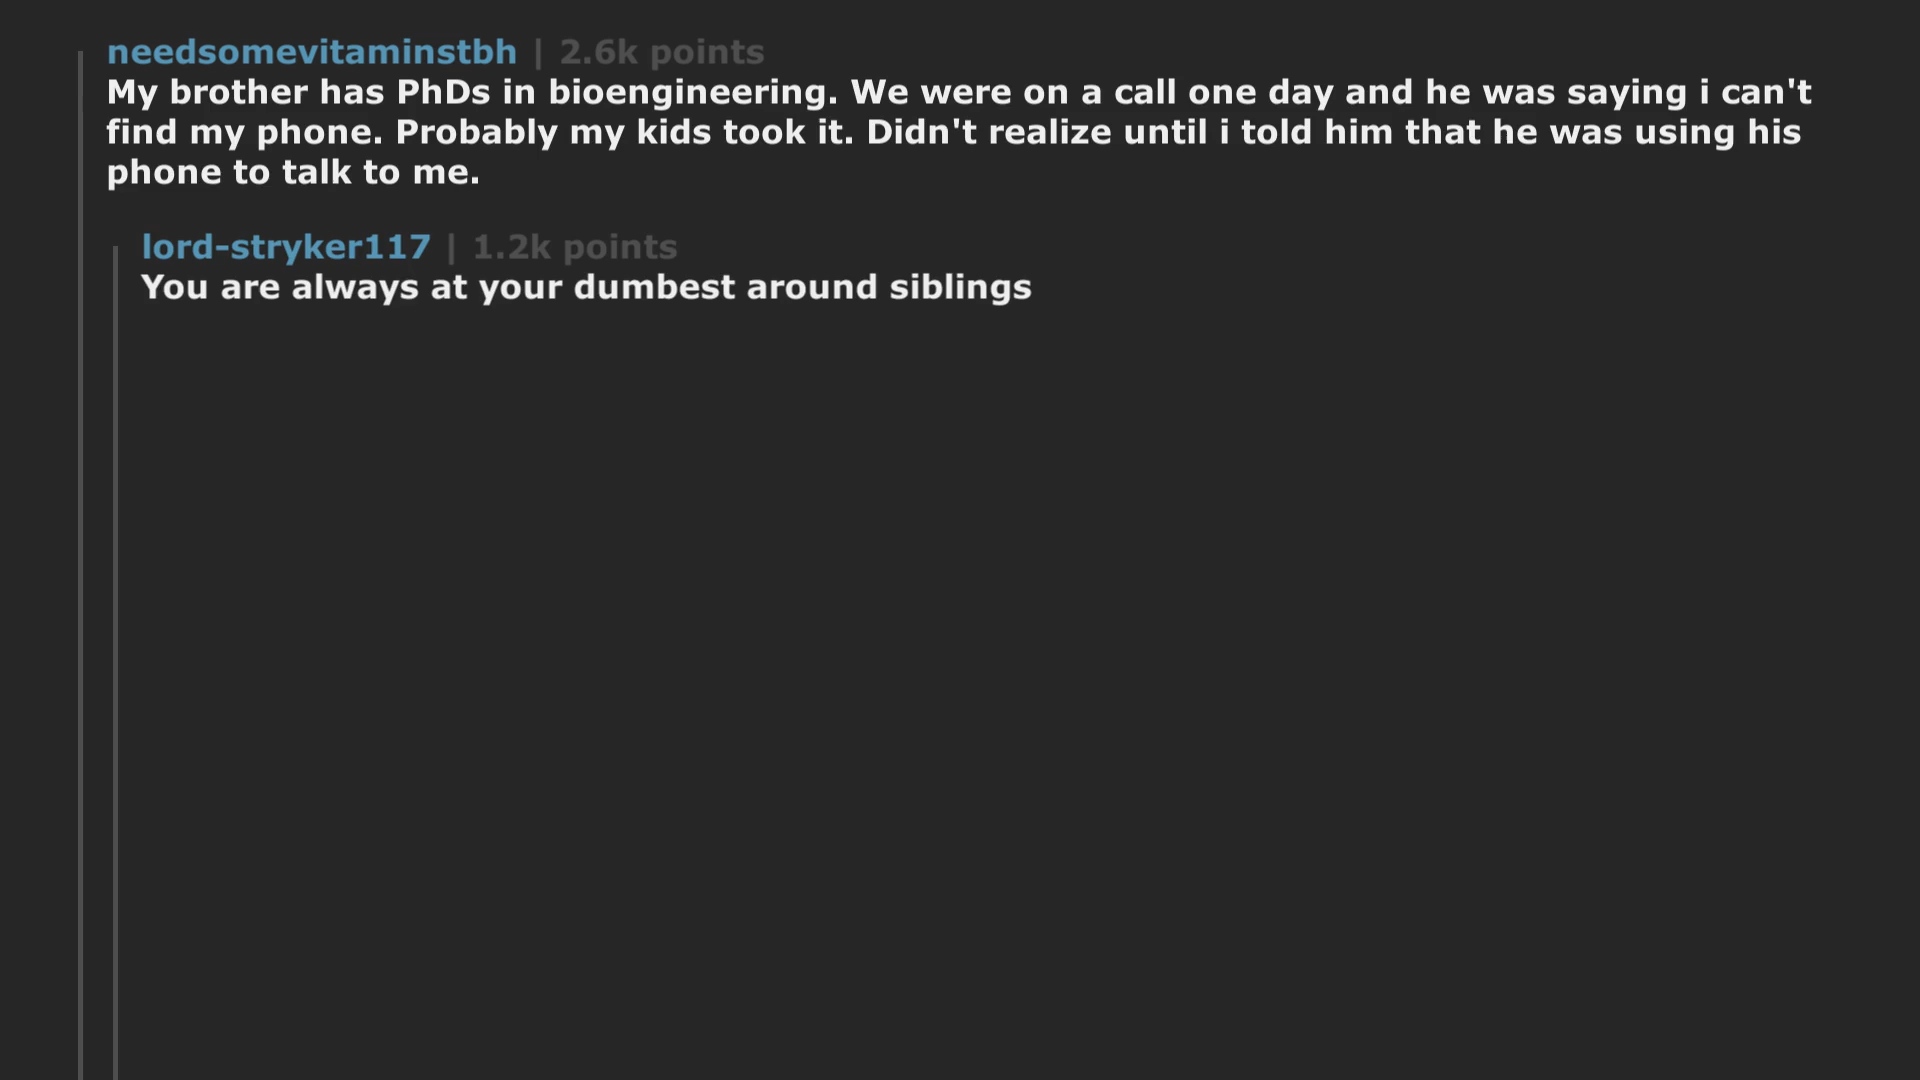 needsomevitaminstbh | 2.6k points
My brother has PhDs in bioengineering. We were on a call one day and he was saying i can't
find my phone. Probably my kids took it. Didn't realize until i told him that he was using his
phone to talk to me.
lord-stryker117 | 1.2k points
You are always at your dumbest around siblings